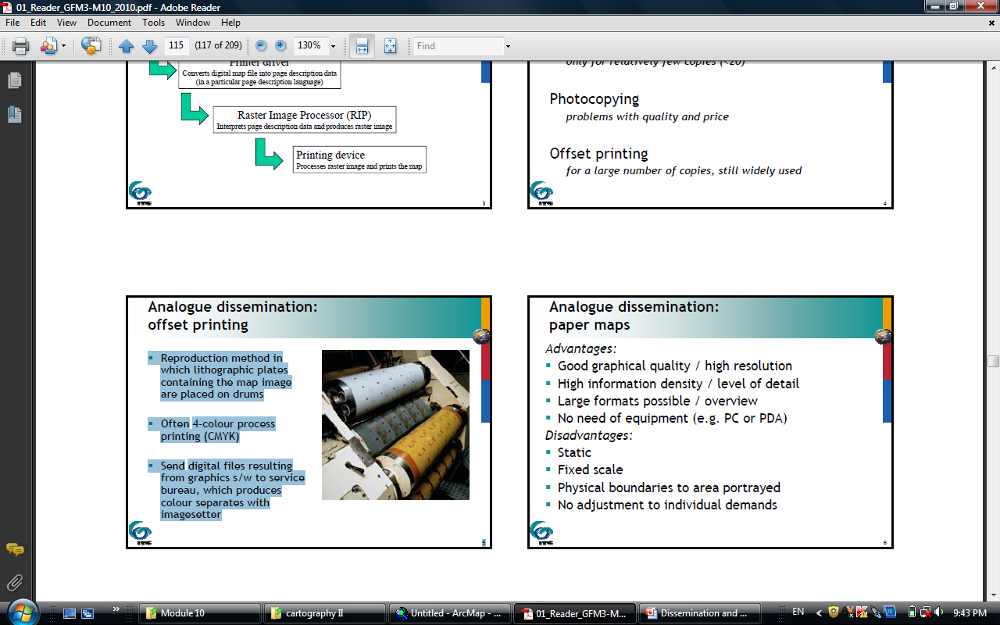 01_Reader_GFM3-M10_2010.pdf - Adobe Reader
File Edit View Document Tools Window Help
115 (117 of 209) 130% Find
Printer driver
Converts digital map file into page description data
(in a particular page description language)
Raster Image Processor (RIP)
Interprets page description data and produces raster image
Printing device
Processes raster image and prints the map
3
only for relatively few copies (<20)
Photocopying
problems with quality and price
Offset printing
for a large number of copies, still widely used
4
Analogue dissemination:
offset printing
Reproduction method in
which lithographic plates
containing the map image
are placed on drums
Often 4-colour process
printing (CMYK)
Send digital files resulting
from graphics s/w to service
bureau, which produces
colour separates with
imagesetter
5
Analogue dissemination:
paper maps
Advantages:
Good graphical quality / high resolution
High information density / level of detail
Large formats possible / overview
No need of equipment (e.g. PC or PDA)
Disadvantages:
Static
Fixed scale
Physical boundaries to area portrayed
No adjustment to individual demands
6
Module 10
cartography II
Untitled - ArcMap - ...
01_Reader_GFM3-M...
Dissemination and ...
EN
9:43 PM